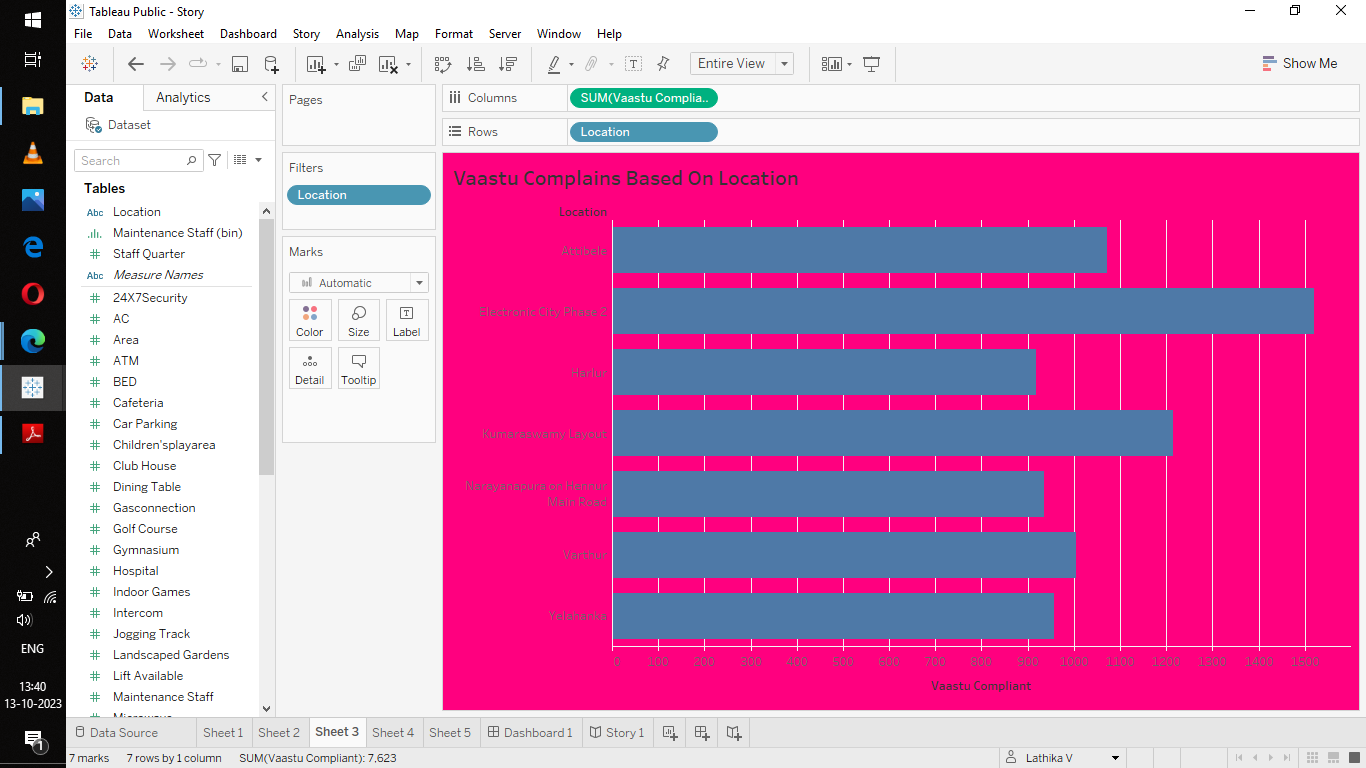 Tableau Public - Story
File Data Worksheet Dashboard Story Analysis Map Format Server Window Help
Entire View
Show Me
Data Analytics
Dataset
Search
Tables
Abc Location
Maintenance Staff (bin)
# Staff Quarter
Abc Measure Names
# 24X7Security
# AC
# Area
# ATM
# BED
# Cafeteria
# Car Parking
# Children'splayarea
# Club House
# Dining Table
# Gasconnection
# Golf Course
# Gymnasium
# Hospital
# Indoor Games
# Intercom
# Jogging Track
# Landscaped Gardens
# Lift Available
# Maintenance Staff
Pages
Filters
Location
Marks
Automatic
Color Size Label
Detail Tooltip
Columns SUM(Vaastu Complia..
Rows Location
Vaastu Complains Based On Location
Location
Attibele
Electronic City Phase 2
Harlur
Kumaraswamy Layout
Narayanapura on Hennur
Main Road
Varthur
Yelahanka
0 100 200 300 400 500 600 700 800 900 1000 1100 1200 1300 1400 1500
Vaastu Compliant
Data Source Sheet 1 Sheet 2 Sheet 3 Sheet 4 Sheet 5 Dashboard 1 Story 1
7 marks 7 rows by 1 column SUM(Vaastu Compliant): 7,623
Lathika V
ENG
13:40
13-10-2023
1